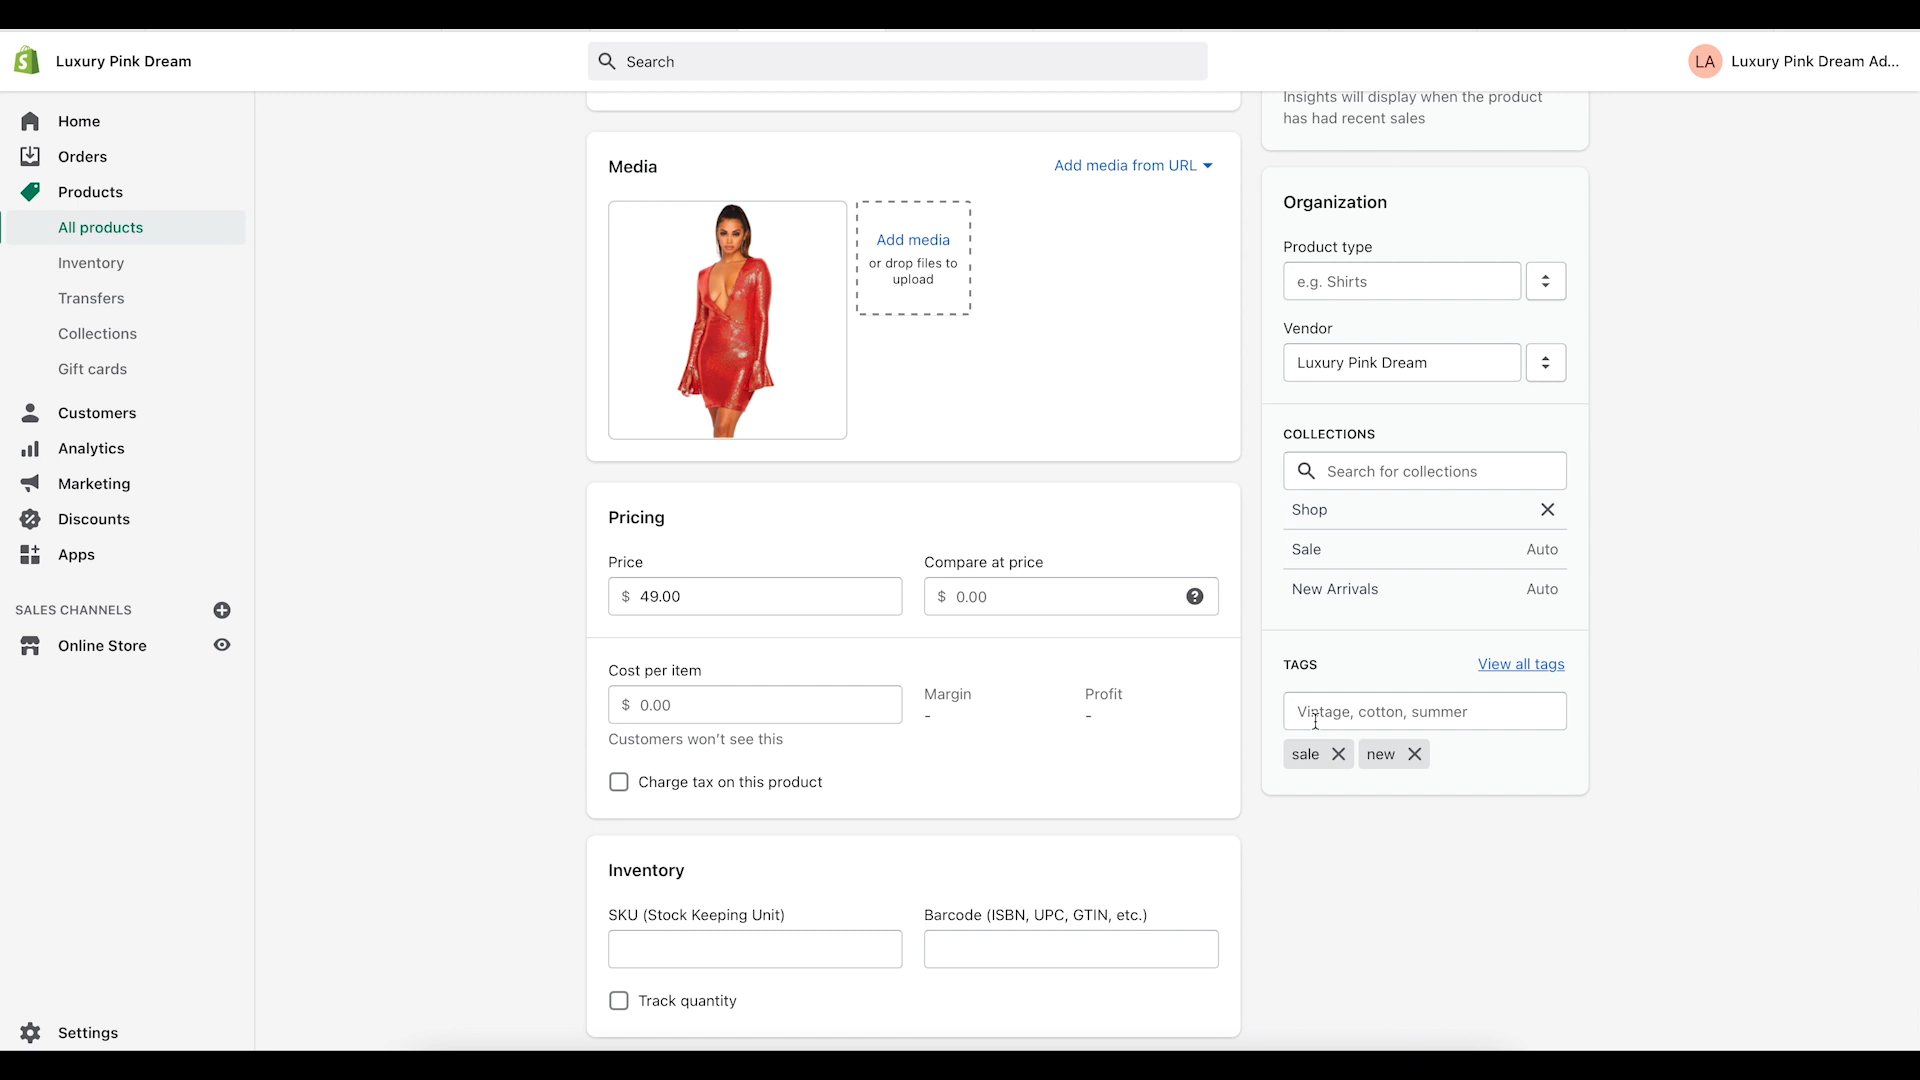 Luxury Pink Dream
Search
LA Luxury Pink Dream Ad...
Home
Orders
Products
All products
Inventory
Transfers
Collections
Gift cards
Customers
Analytics
Marketing
Discounts
Apps
SALES CHANNELS
Online Store
Settings
Media
Add media from URL
Add media
or drop files to
upload
Pricing
Price
Compare at price
$ 49.00
$ 0.00
Cost per item
$ 0.00
Margin
-
Profit
-
Customers won't see this
Charge tax on this product
Inventory
SKU (Stock Keeping Unit)
Barcode (ISBN, UPC, GTIN, etc.)
Track quantity
Insights will display when the product
has had recent sales
Organization
Product type
e.g. Shirts
Vendor
Luxury Pink Dream
COLLECTIONS
Search for collections
Shop
Sale Auto
New Arrivals Auto
TAGS View all tags
Vintage, cotton, summer
sale new